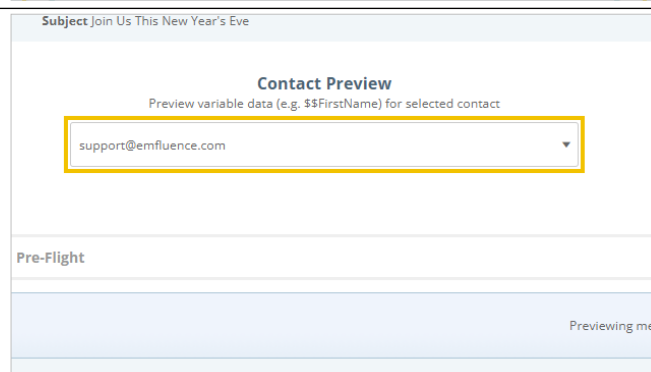 Subject Join Us This New Year's Eve
Contact Preview
Preview variable data (e.g. $$FirstName) for selected contact
support@emfluence.com
Pre-Flight
Previewing me